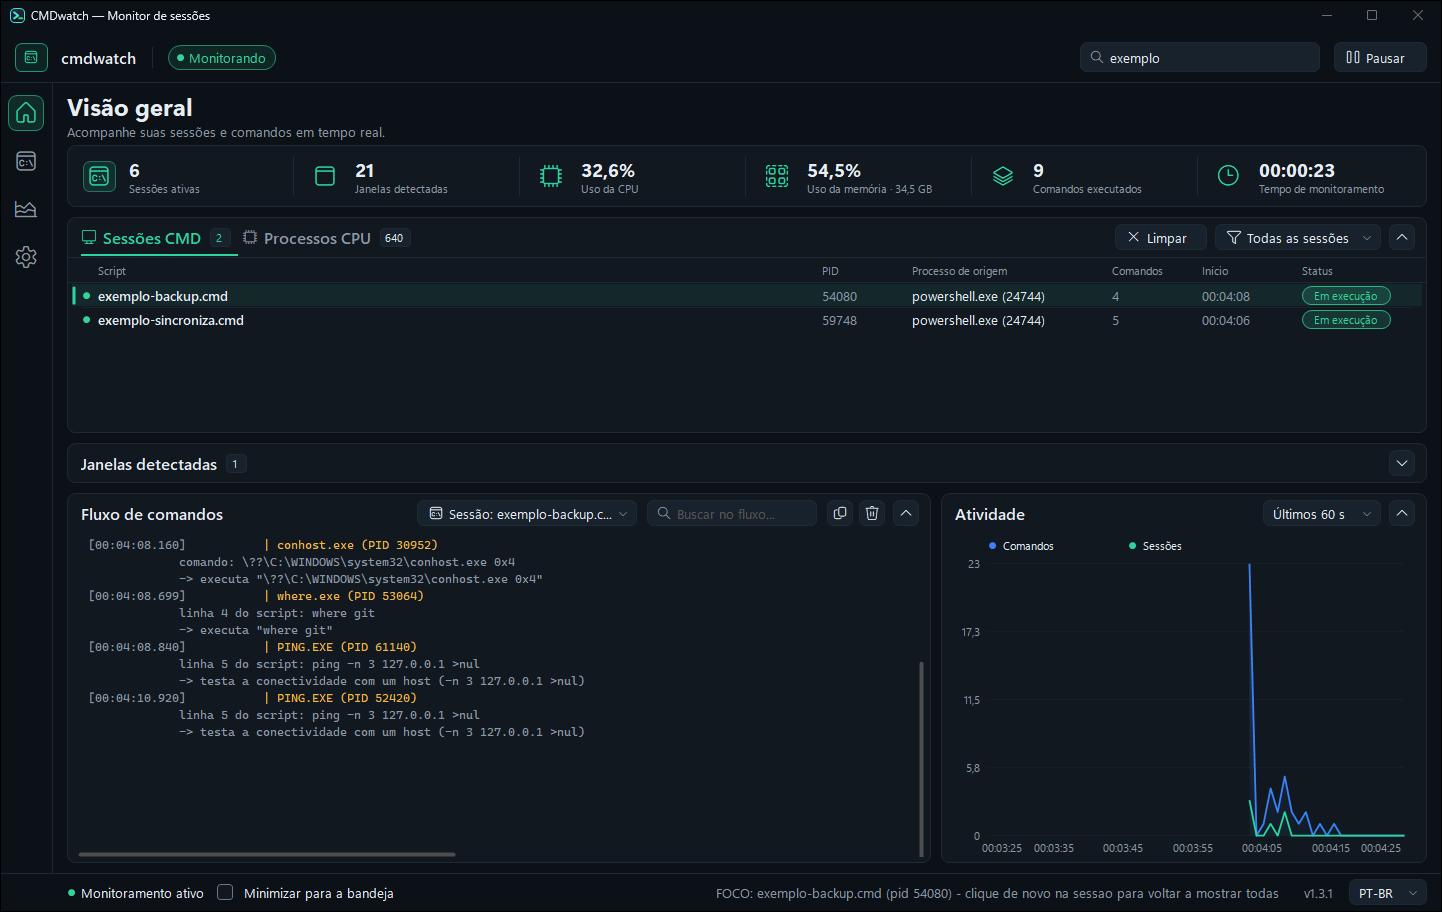 CMDwatch — Monitor de sessões
cmdwatch
Monitorando
exemplo
Pausar
Visão geral
Acompanhe suas sessões e comandos em tempo real.
C:\
6
Sessões ativas
21
Janelas detectadas
32,6%
Uso da CPU
54,5%
Uso da memória · 34,5 GB
9
Comandos executados
00:00:23
Tempo de monitoramento
Sessões CMD 2
Processos CPU 640
Limpar
Todas as sessões
Script PID Processo de origem Comandos Início Status
exemplo-backup.cmd 54080 powershell.exe (24744) 4 00:04:08 Em execução
exemplo-sincroniza.cmd 59748 powershell.exe (24744) 5 00:04:06 Em execução
Janelas detectadas 1
Fluxo de comandos
Sessão: exemplo-backup.c...
Buscar no fluxo...
[00:04:08.160] | conhost.exe (PID 30952)
comando: \??\C:\WINDOWS\system32\conhost.exe 0x4
-> executa "\??\C:\WINDOWS\system32\conhost.exe 0x4"
[00:04:08.699] | where.exe (PID 53064)
linha 4 do script: where git
-> executa "where git"
[00:04:08.840] | PING.EXE (PID 61140)
linha 5 do script: ping -n 3 127.0.0.1 >nul
-> testa a conectividade com um host (-n 3 127.0.0.1 >nul)
[00:04:10.920] | PING.EXE (PID 52420)
linha 5 do script: ping -n 3 127.0.0.1 >nul
-> testa a conectividade com um host (-n 3 127.0.0.1 >nul)
Atividade
Últimos 60 s
Comandos Sessões
23
17,3
11,5
5,8
0
00:03:25 00:03:35 00:03:45 00:03:55 00:04:05 00:04:15 00:04:25
Monitoramento ativo
Minimizar para a bandeja
FOCO: exemplo-backup.cmd (pid 54080) - clique de novo na sessao para voltar a mostrar todas
v1.3.1
PT-BR